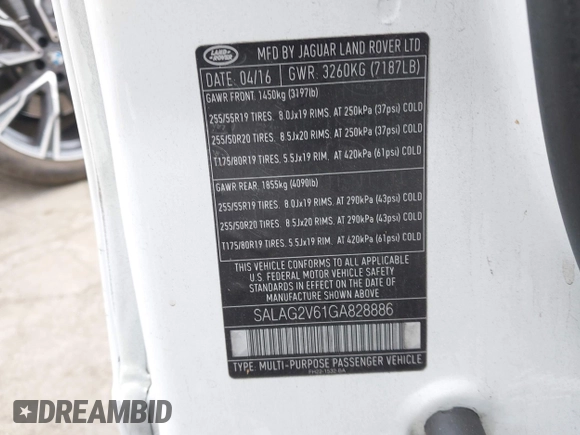 LAND ROVER
MFD BY JAGUAR LAND ROVER LTD
DATE: 04/16 GWR: 3260KG (7187LB)
GAWR FRONT: 1450kg (3197lb)
255/55R19 TIRES. 8.0Jx19 RIMS. AT 250kPa (37psi) COLD
255/50R20 TIRES. 8.5Jx20 RIMS. AT 250kPa (37psi) COLD
T175/80R19 TIRES. 5.5Jx19 RIM. AT 420kPa (61psi) COLD
GAWR REAR: 1855kg (4090lb)
255/55R19 TIRES. 8.0Jx19 RIMS. AT 290kPa (43psi) COLD
255/50R20 TIRES. 8.5Jx20 RIMS. AT 290kPa (43psi) COLD
T175/80R19 TIRES. 5.5Jx19 RIM. AT 420kPa (61psi) COLD
THIS VEHICLE CONFORMS TO ALL APPLICABLE
U.S. FEDERAL MOTOR VEHICLE SAFETY
STANDARDS IN EFFECT ON THE DATE OF
MANUFACTURE SHOWN ABOVE.
SALAG2V61GA828886
TYPE: MULTI-PURPOSE PASSENGER VEHICLE
DREAMBID